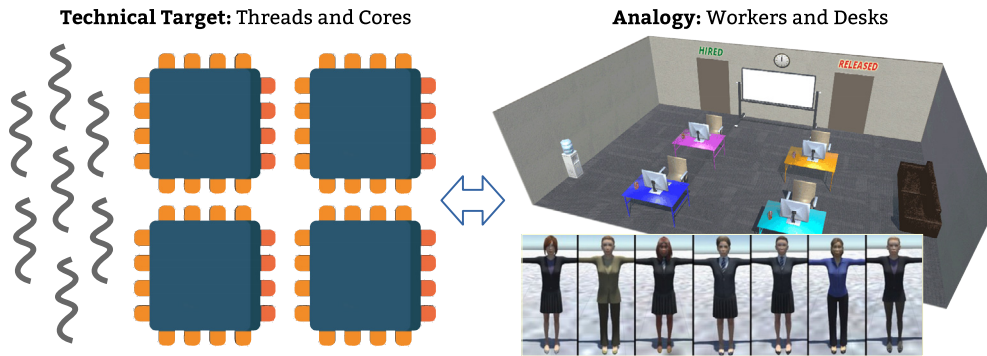 Technical Target: Threads and Cores
Analogy: Workers and Desks
HIRED
RELEASED